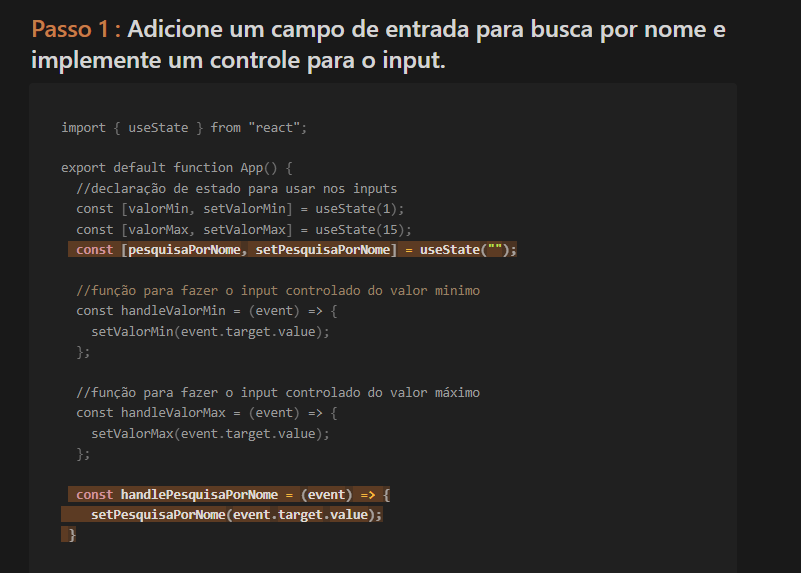 Passo 1 : Adicione um campo de entrada para busca por nome e
implemente um controle para o input.
import { useState } from "react";
export default function App() {
//declaração de estado para usar nos inputs
const [valorMin, setValorMin] = useState(1);
const [valorMax, setValorMax] = useState(15);
const [pesquisaPorNome, setPesquisaPorNome] = useState("");
//função para fazer o input controlado do valor minimo
const handleValorMin = (event) => {
setValorMin(event.target.value);
};
//função para fazer o input controlado do valor máximo
const handleValorMax = (event) => {
setValorMax(event.target.value);
};
const handlePesquisaPorNome = (event) => {
setPesquisaPorNome(event.target.value);
}